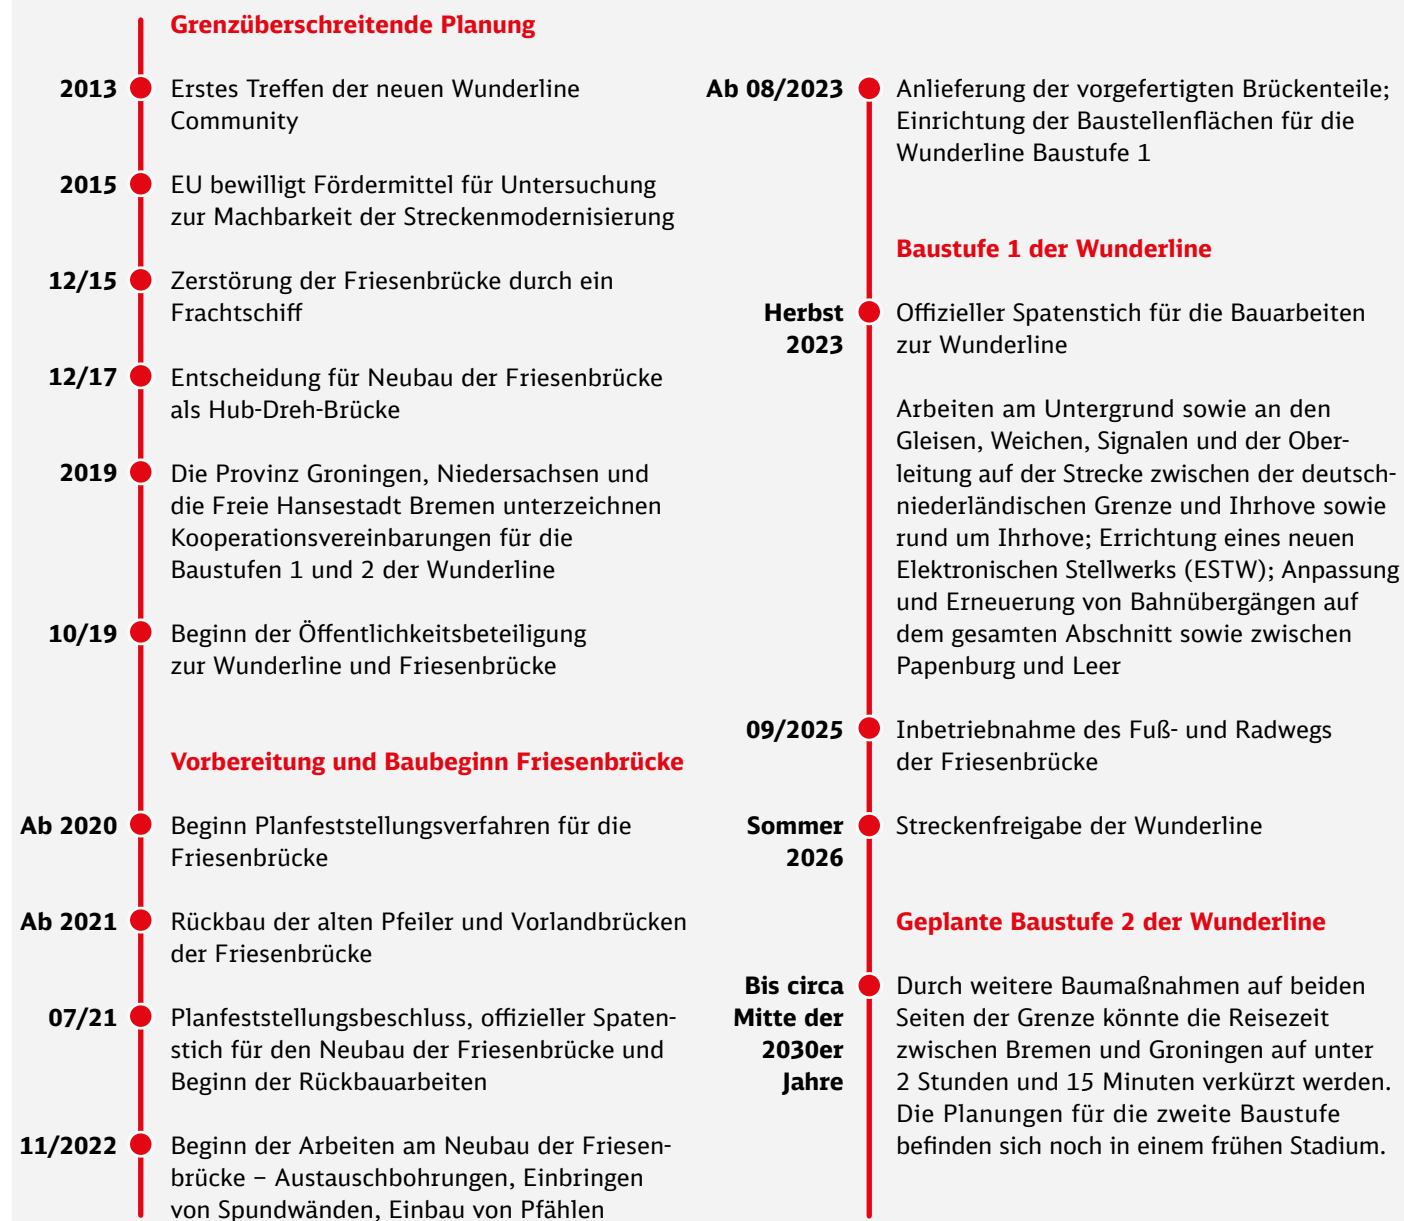 Grenzüberschreitende Planung
2013 Erstes Treffen der neuen Wunderline
Community
2015 EU bewilligt Fördermittel für Untersuchung
zur Machbarkeit der Streckenmodernisierung
12/15 Zerstörung der Friesenbrücke durch ein
Frachtschiff
12/17 Entscheidung für Neubau der Friesenbrücke
als Hub-Dreh-Brücke
2019 Die Provinz Groningen, Niedersachsen und
die Freie Hansestadt Bremen unterzeichnen
Kooperationsvereinbarungen für die
Baustufen 1 und 2 der Wunderline
10/19 Beginn der Öffentlichkeitsbeteiligung
zur Wunderline und Friesenbrücke
Vorbereitung und Baubeginn Friesenbrücke
Ab 2020 Beginn Planfeststellungsverfahren für die
Friesenbrücke
Ab 2021 Rückbau der alten Pfeiler und Vorlandbrücken
der Friesenbrücke
07/21 Planfeststellungsbeschluss, offizieller Spaten-
stich für den Neubau der Friesenbrücke und
Beginn der Rückbauarbeiten
11/2022 Beginn der Arbeiten am Neubau der Friesen-
brücke – Austauschbohrungen, Einbringen
von Spundwänden, Einbau von Pfählen
Ab 08/2023 Anlieferung der vorgefertigten Brückenteile;
Einrichtung der Baustellenflächen für die
Wunderline Baustufe 1
Baustufe 1 der Wunderline
Herbst Offizieller Spatenstich für die Bauarbeiten
2023 zur Wunderline
Arbeiten am Untergrund sowie an den
Gleisen, Weichen, Signalen und der Ober-
leitung auf der Strecke zwischen der deutsch-
niederländischen Grenze und Ihrhove sowie
rund um Ihrhove; Errichtung eines neuen
Elektronischen Stellwerks (ESTW); Anpassung
und Erneuerung von Bahnübergängen auf
dem gesamten Abschnitt sowie zwischen
Papenburg und Leer
09/2025 Inbetriebnahme des Fuß- und Radwegs
der Friesenbrücke
Sommer Streckenfreigabe der Wunderline
2026
Geplante Baustufe 2 der Wunderline
Bis circa Durch weitere Baumaßnahmen auf beiden
Mitte der Seiten der Grenze könnte die Reisezeit
2030er zwischen Bremen und Groningen auf unter
Jahre 2 Stunden und 15 Minuten verkürzt werden.
Die Planungen für die zweite Baustufe
befinden sich noch in einem frühen Stadium.